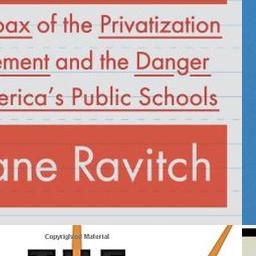 oax of the Privatization
ement and the Danger
erica's Public Schools
ane Ravitch
Copyrighted Material